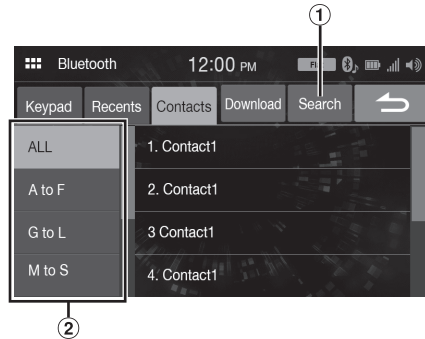 1
Bluetooth 12:00 PM
Keypad Recents Contacts Download Search
ALL
1. Contact1
A to F
2. Contact1
G to L
3 Contact1
M to S
4. Contact1
2